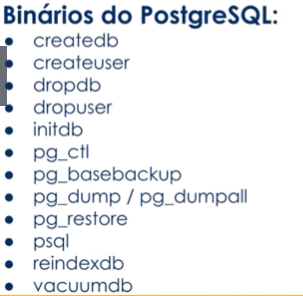 Binários do PostgreSQL:
• createdb
• createuser
• dropdb
• dropuser
• initdb
• pg_ctl
• pg_basebackup
• pg_dump / pg_dumpall
• pg_restore
• psql
• reindexdb
• vacuumdb